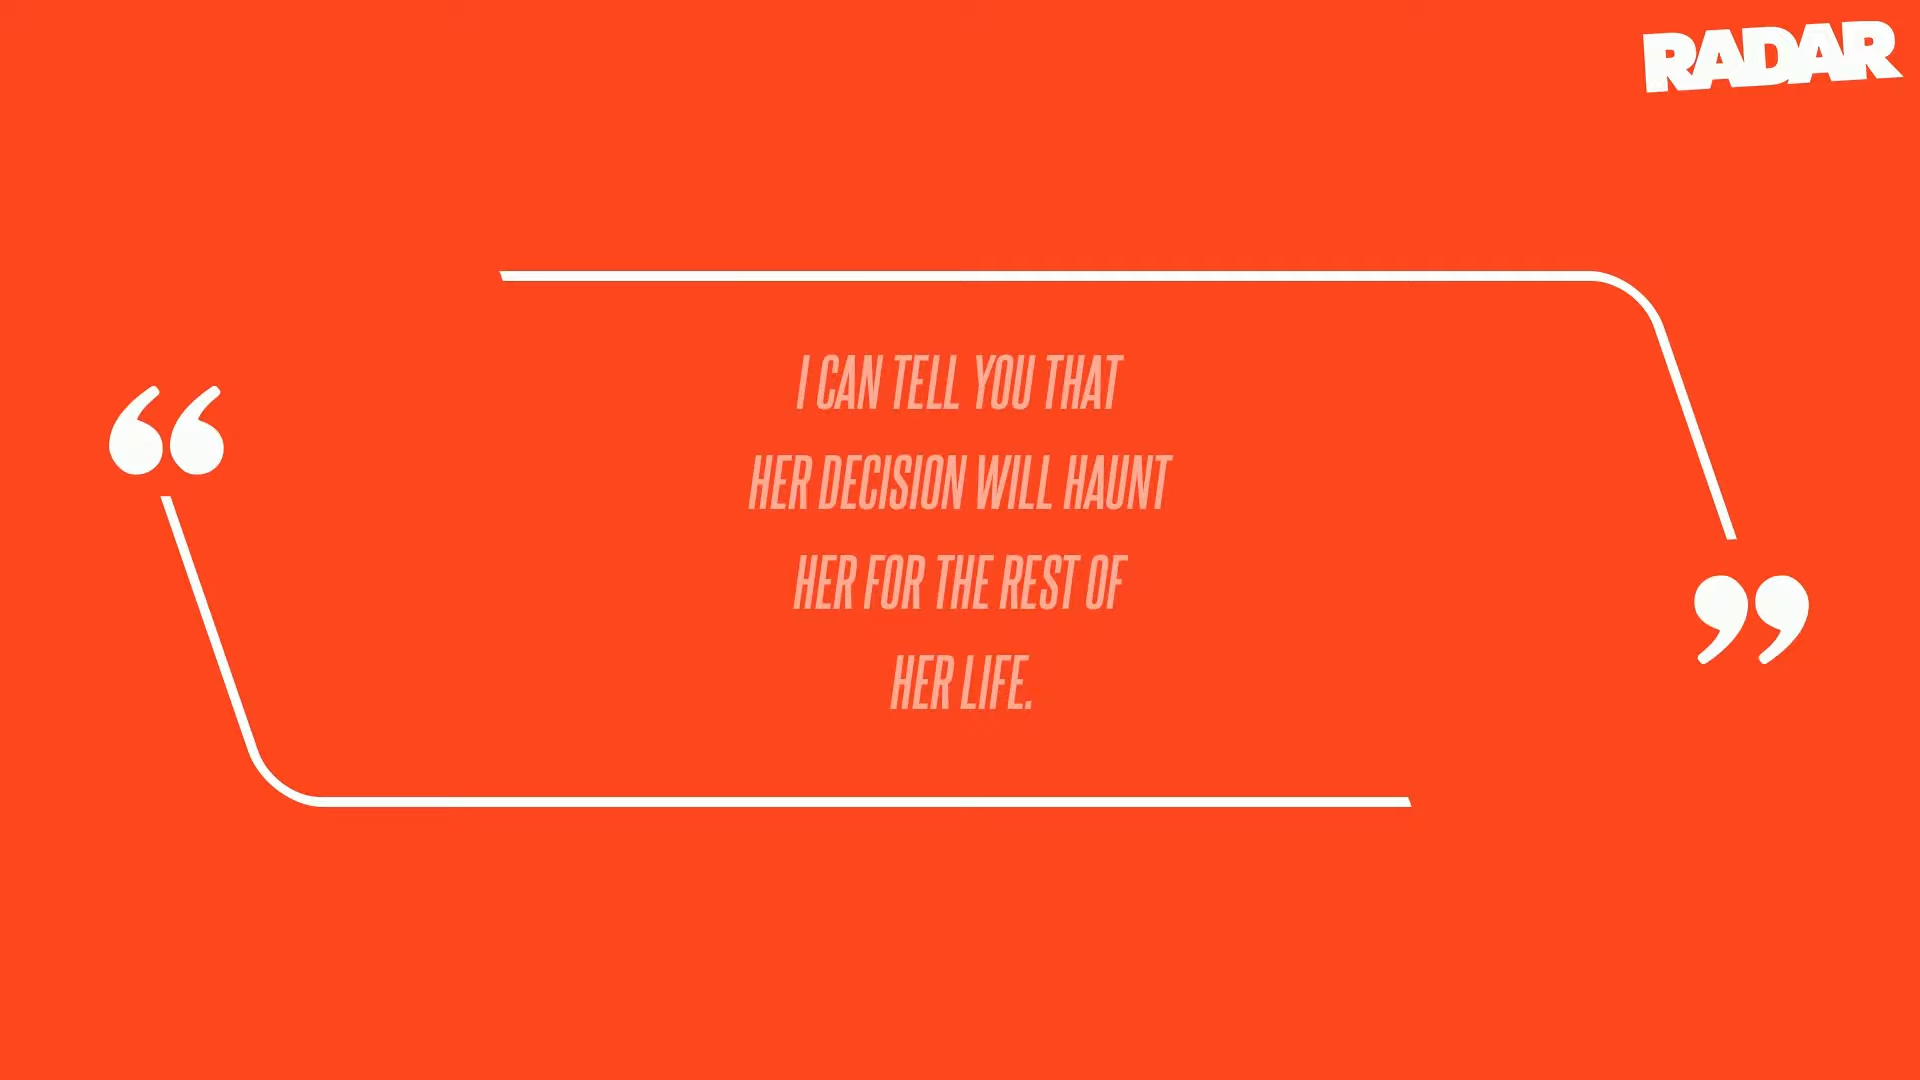 RADAR
“
I CAN TELL YOU THAT
HER DECISION WILL HAUNT
HER FOR THE REST OF
HER LIFE.
”